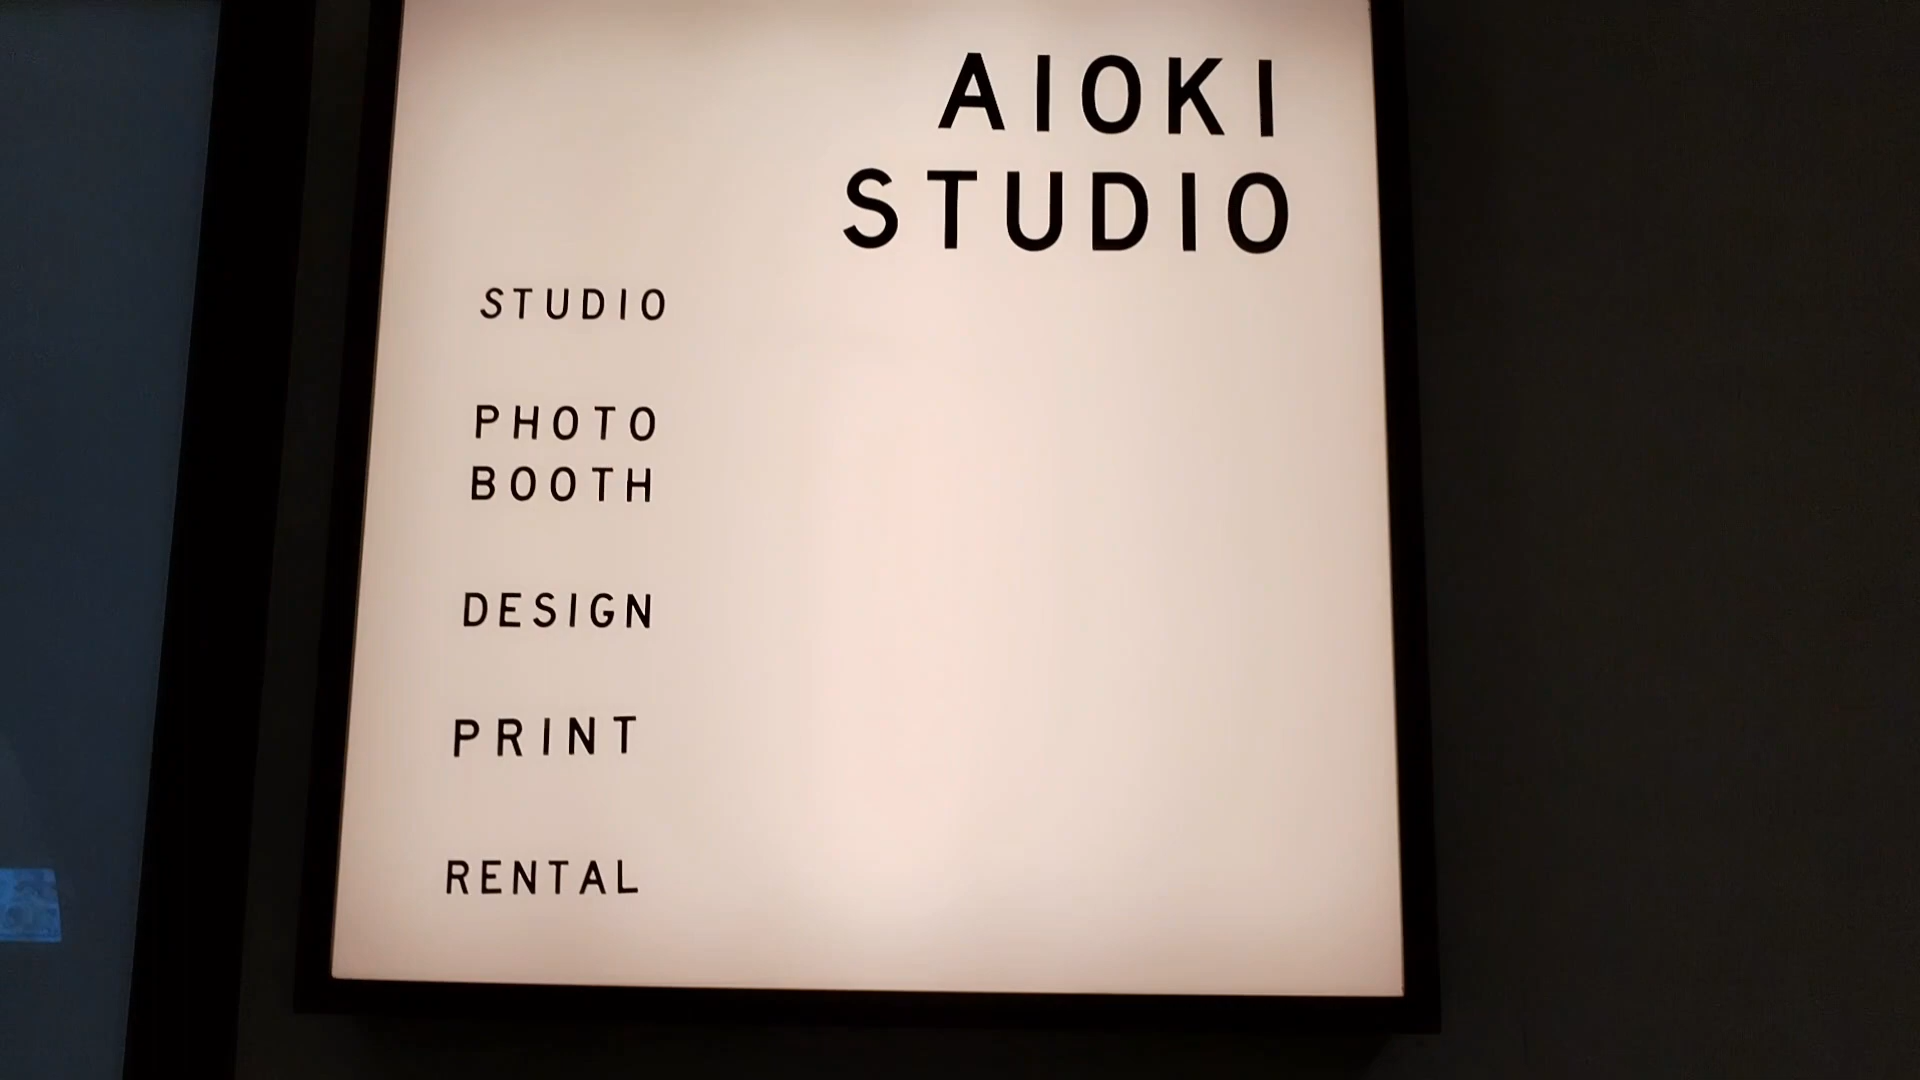 AIOKI
STUDIO
STUDIO
PHOTO
BOOTH
DESIGN
PRINT
RENTAL